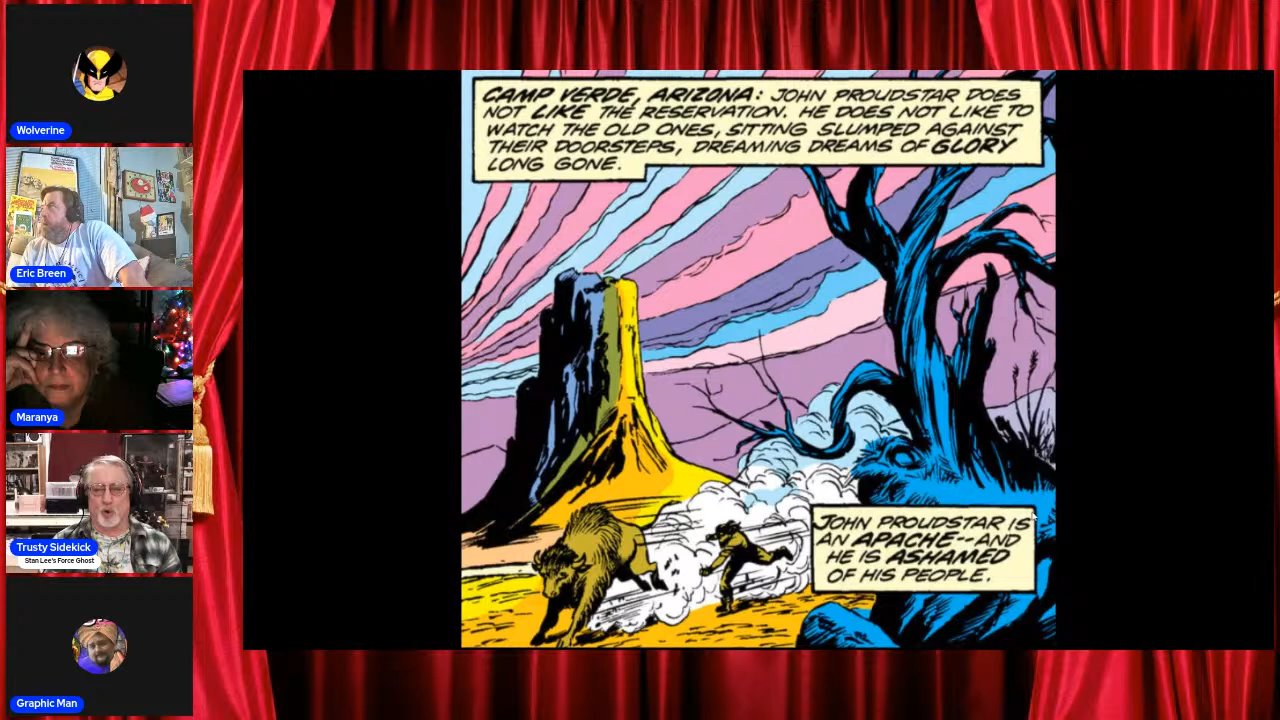 Wolverine
Eric Breen
Maranya
Trusty Sidekick
Stan Lee's Force Ghost
Graphic Man
CAMP VERDE, ARIZONA: JOHN PROUDSTAR DOES
NOT LIKE THE RESERVATION. HE DOES NOT LIKE TO
WATCH THE OLD ONES, SITTING SLUMPED AGAINST
THEIR DOORSTEPS, DREAMING DREAMS OF GLORY
LONG GONE.
JOHN PROUDSTAR IS
AN APACHE--AND
HE IS ASHAMED
OF HIS PEOPLE.